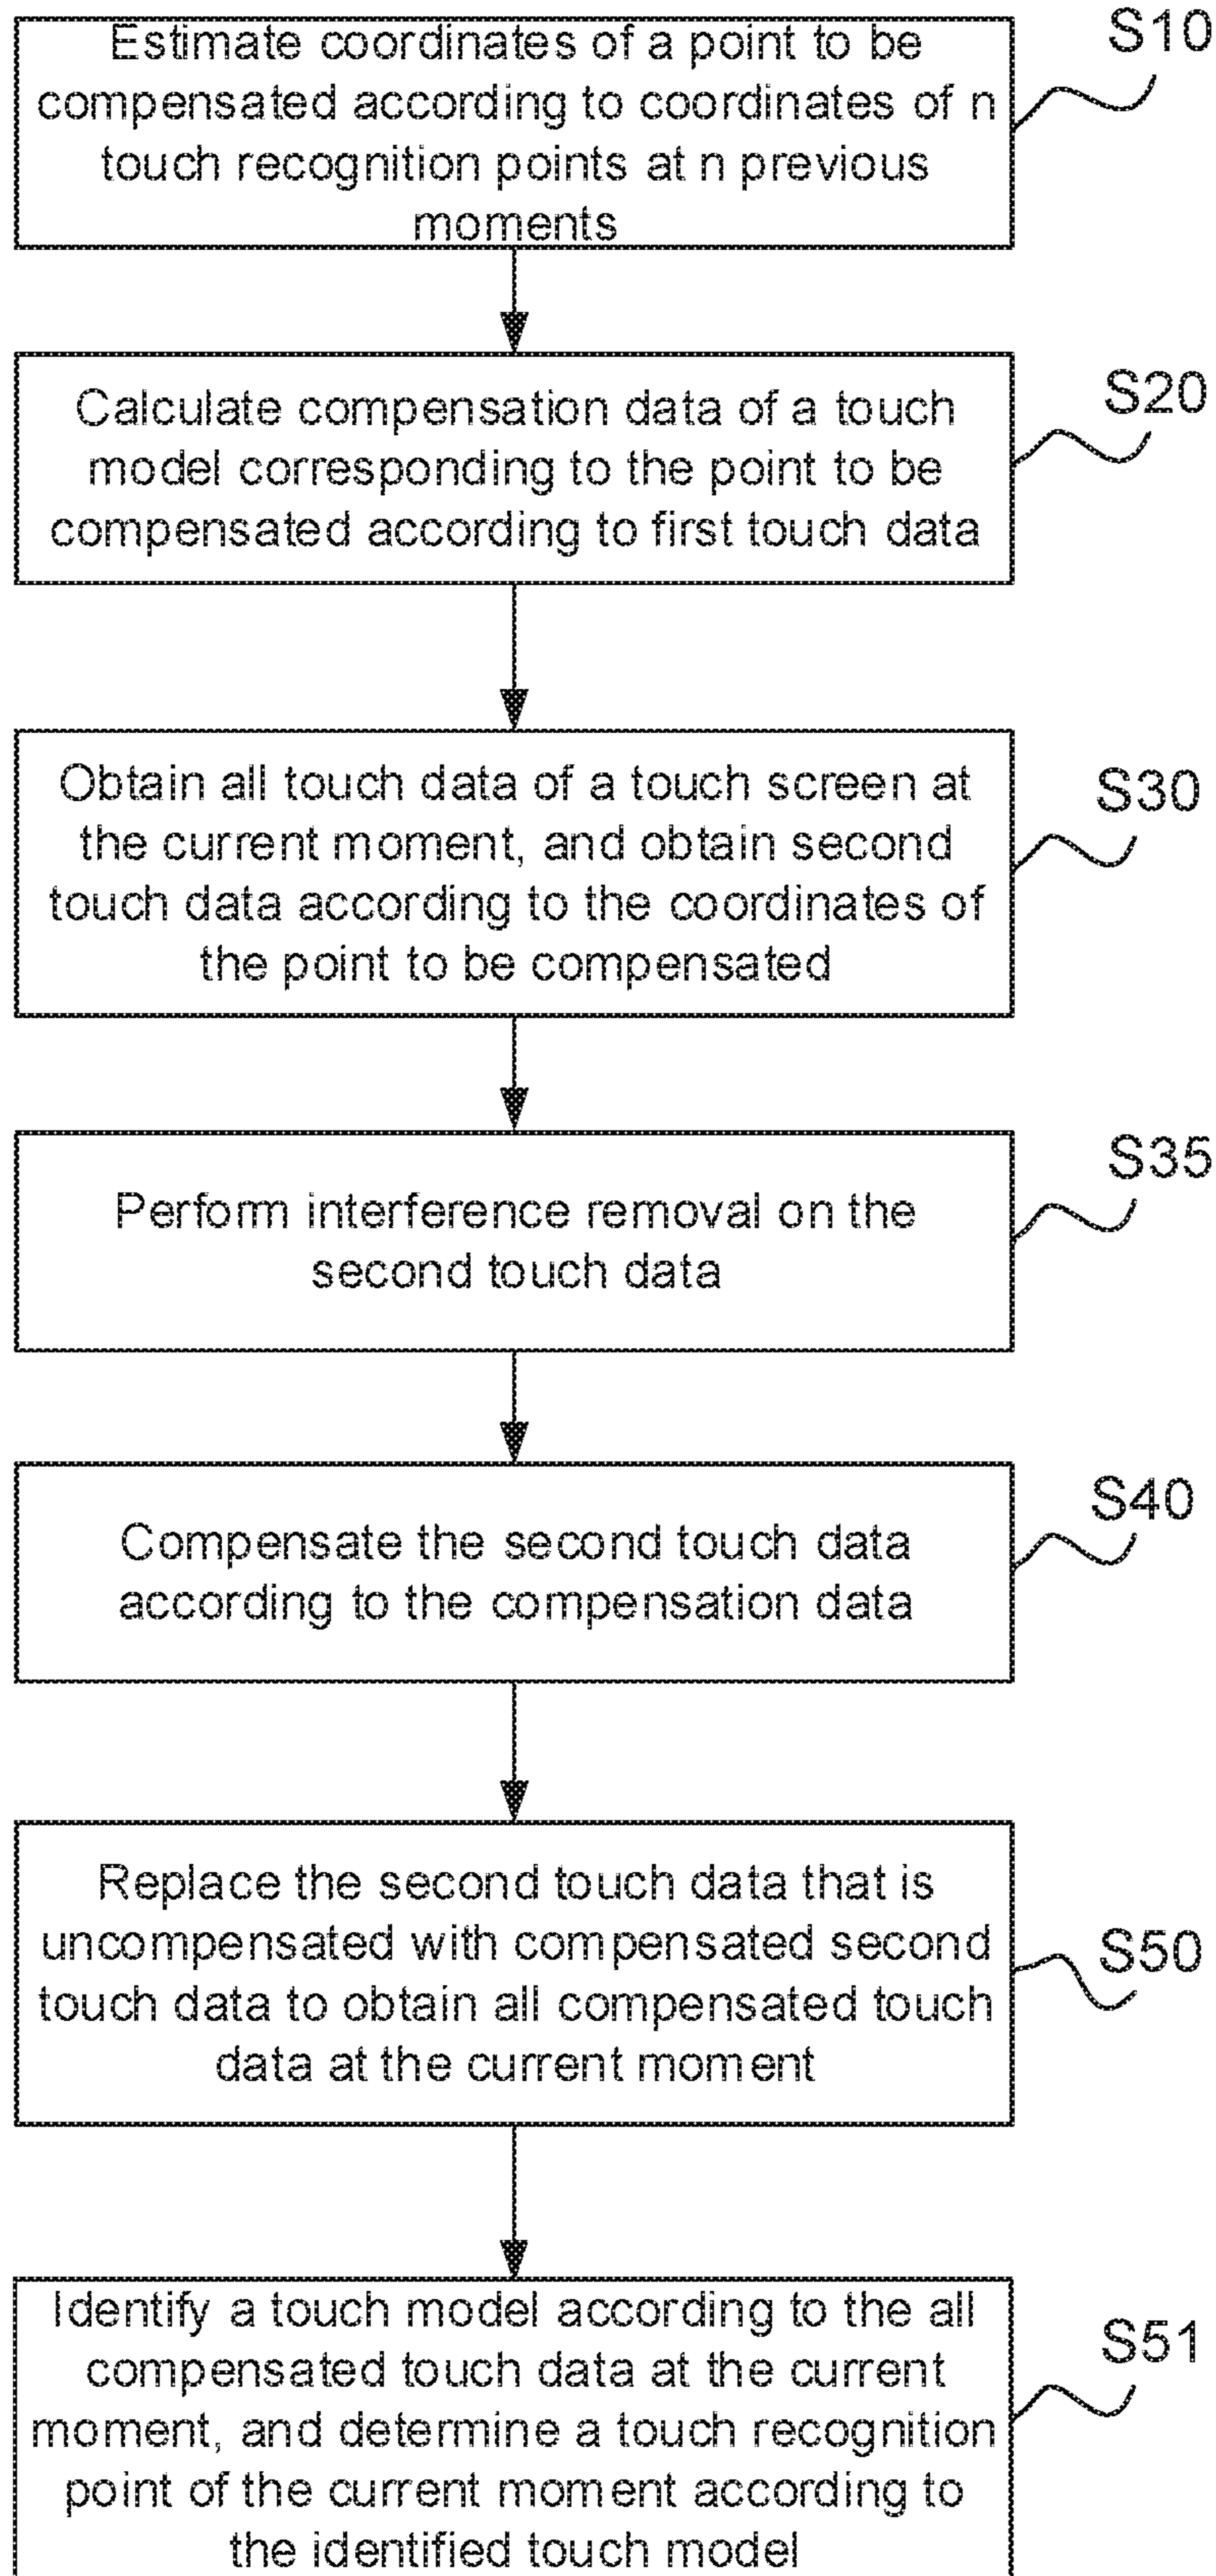 Estimate coordinates of a point to be
compensated according to coordinates of n
touch recognition points at n previous
moments
S10
Calculate compensation data of a touch
model corresponding to the point to be
compensated according to first touch data
S20
Obtain all touch data of a touch screen at
the current moment, and obtain second
touch data according to the coordinates of
the point to be compensated
S30
Perform interference removal on the
second touch data
S35
Compensate the second touch data
according to the compensation data
S40
Replace the second touch data that is
uncompensated with compensated second
touch data to obtain all compensated touch
data at the current moment
S50
Identify a touch model according to the all
compensated touch data at the current
moment, and determine a touch recognition
point of the current moment according to
the identified touch model
S51